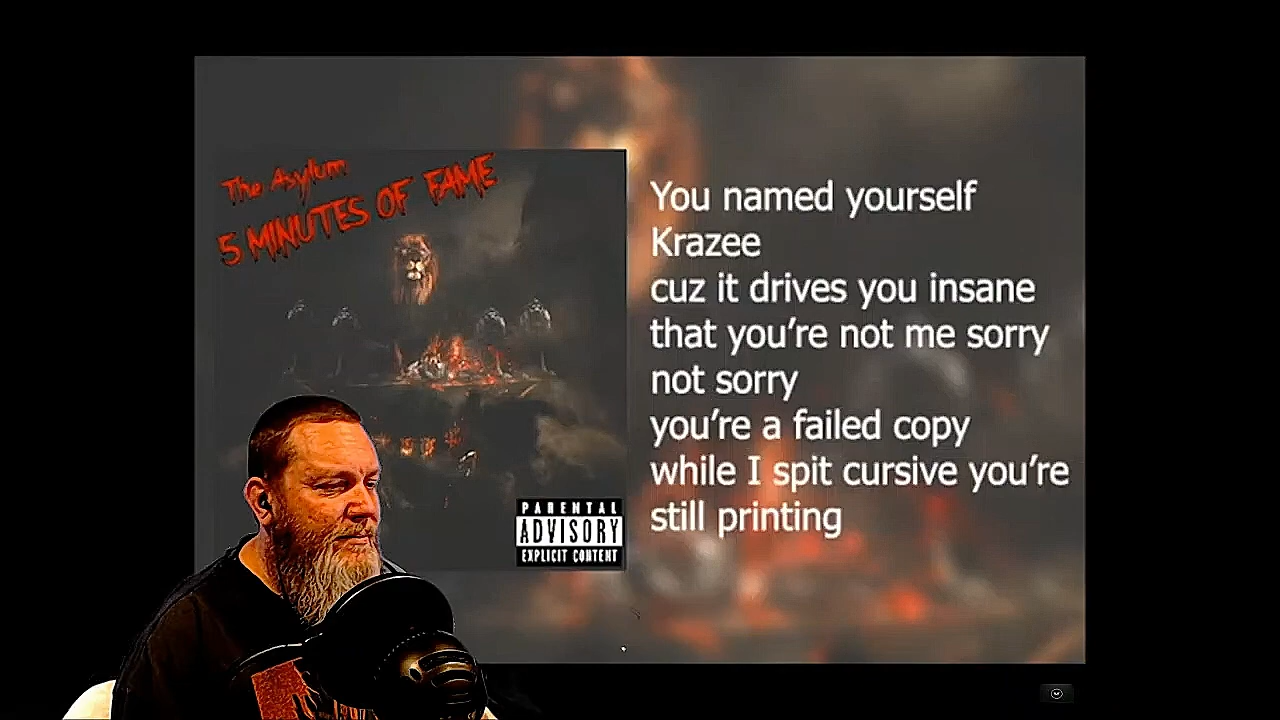 The Asylum
5 MINUTES OF FAME
PARENTAL
ADVISORY
EXPLICIT CONTENT
You named yourself
Krazee
cuz it drives you insane
that you’re not me sorry
not sorry
you’re a failed copy
while I spit cursive you’re
still printing